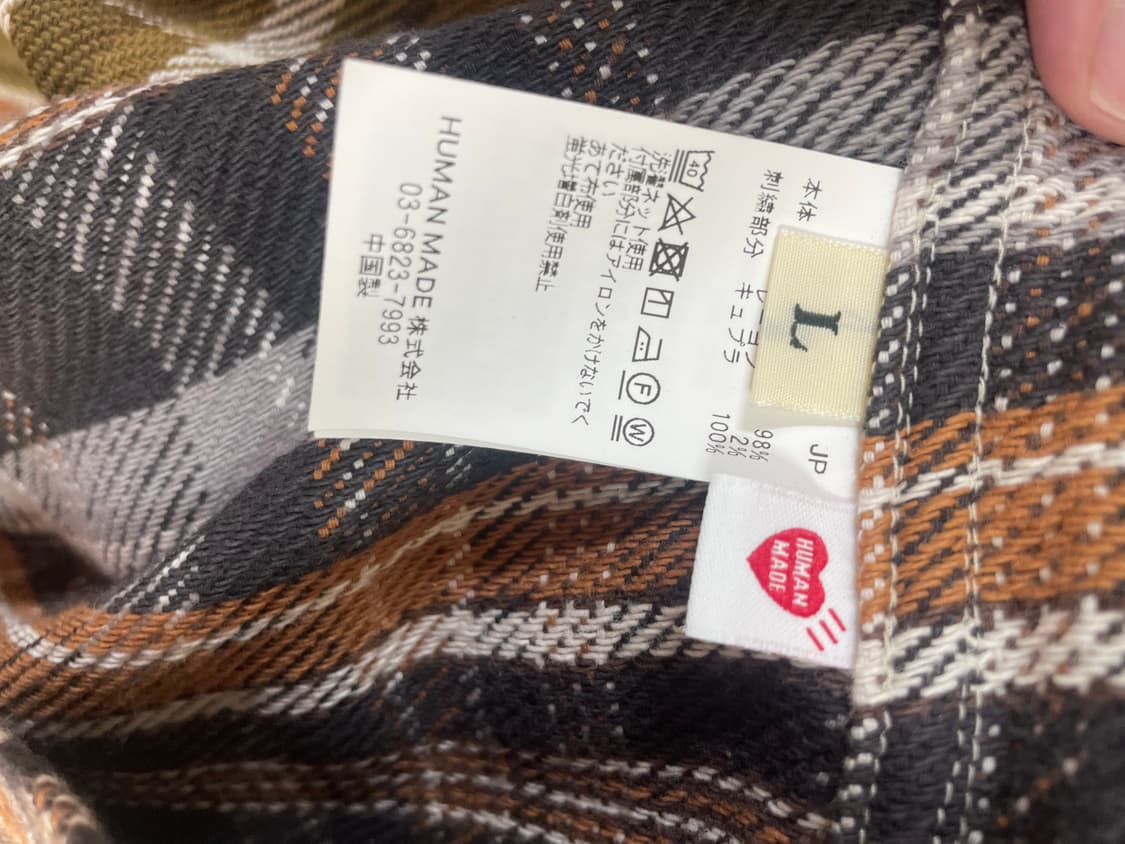 L
JP
本体 98%
レーヨン 2%
刺繍部分 キュプラ 100%
40 F W
洗濯ネット使用
付属部分にはアイロンをかけないでく
ださい
あて布使用
蛍光増白剤使用禁止
HUMAN MADE 株式会社
03-6823-7993
中国製
HUMAN
MADE